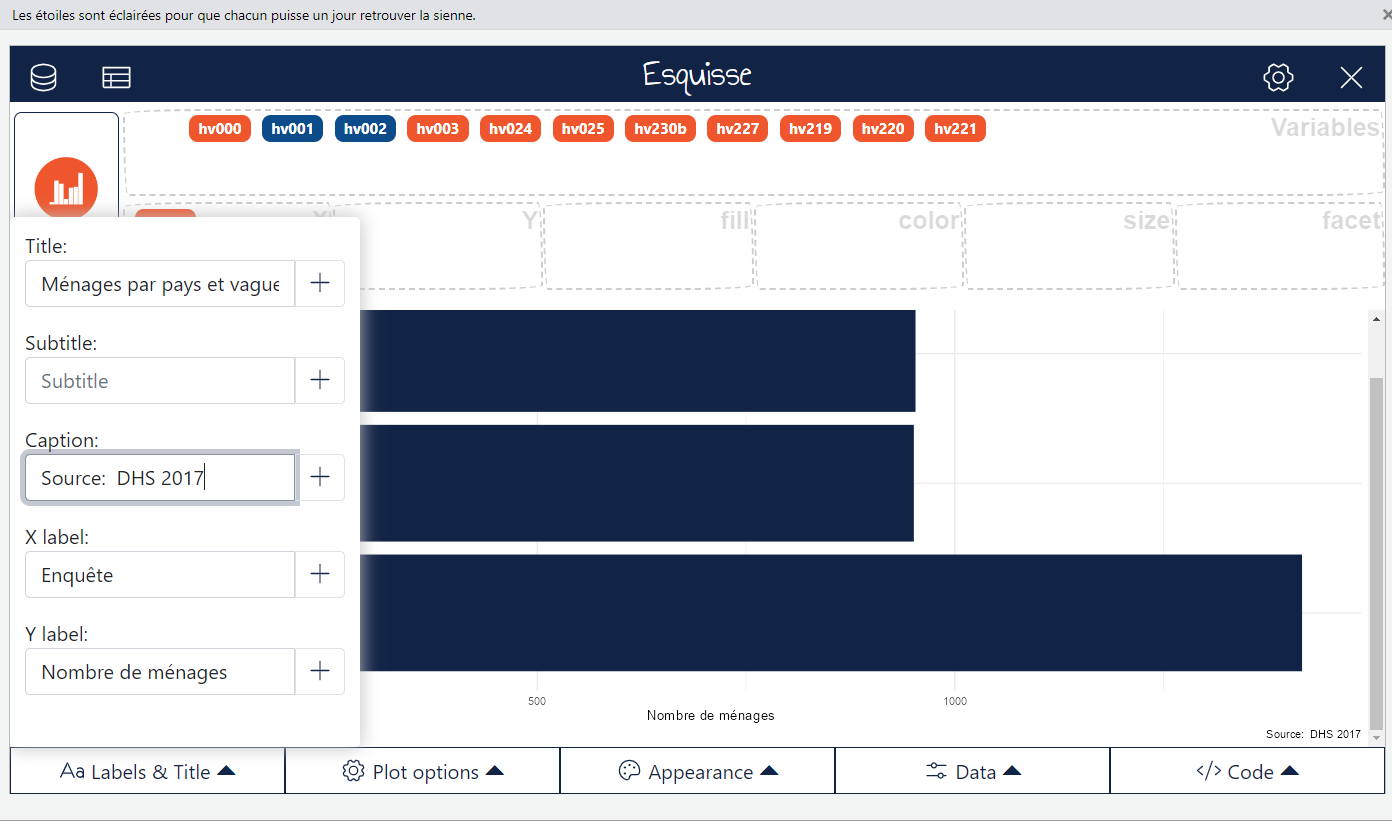 Les étoiles sont éclairées pour que chacun puisse un jour retrouver la sienne.
Esquisse
hv000 hv001 hv002 hv003 hv024 hv025 hv230b hv227 hv219 hv220 hv221 Variables
X Y fill color size facet
Title:
Ménages par pays et vague
Subtitle:
Subtitle
Caption:
Source:  DHS 2017
X label:
Enquête
Y label:
Nombre de ménages
500 1000
Nombre de ménages
Source:  DHS 2017
Aa Labels & Title Plot options Appearance Data </> Code